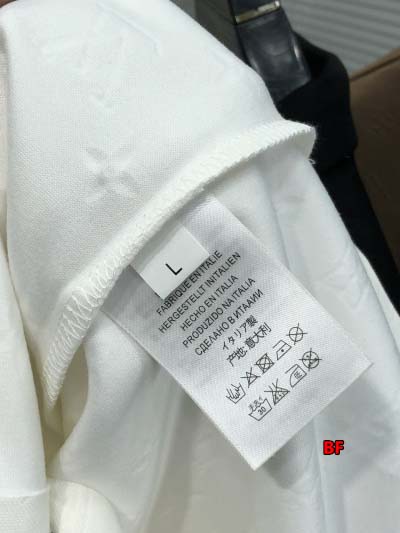 L
FABRIQUE EN ITALIE
HERGESTELLT IN ITALIEN
HECHO EN ITALIA
PRODUZIDO NA ITALIA
СДЕЛАНО В ИТАЛИИ
イタリア製
产地:意大利
30
BF